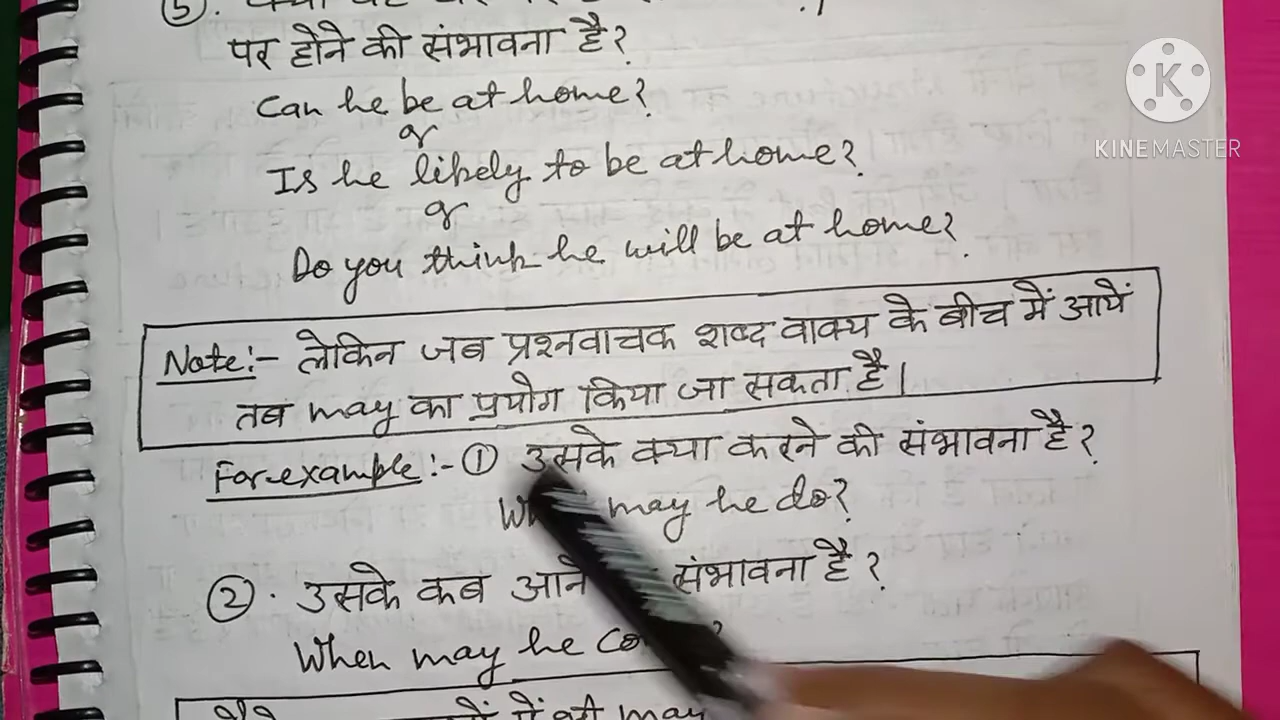 ⑤.
पर होने की संभावना है?
Can he be at home?
or
Is he likely to be at home?
or
Do you think he will be at home?
Note:- लेकिन जब प्रश्नवाचक शब्द वाक्य के बीच में आयें
तब may का प्रयोग किया जा सकता है।
For example:- ① उसके क्या करने की संभावना है?
may he do?
②. उसके कब आने संभावना है?
When may he
में भी may
K
KINEMASTER